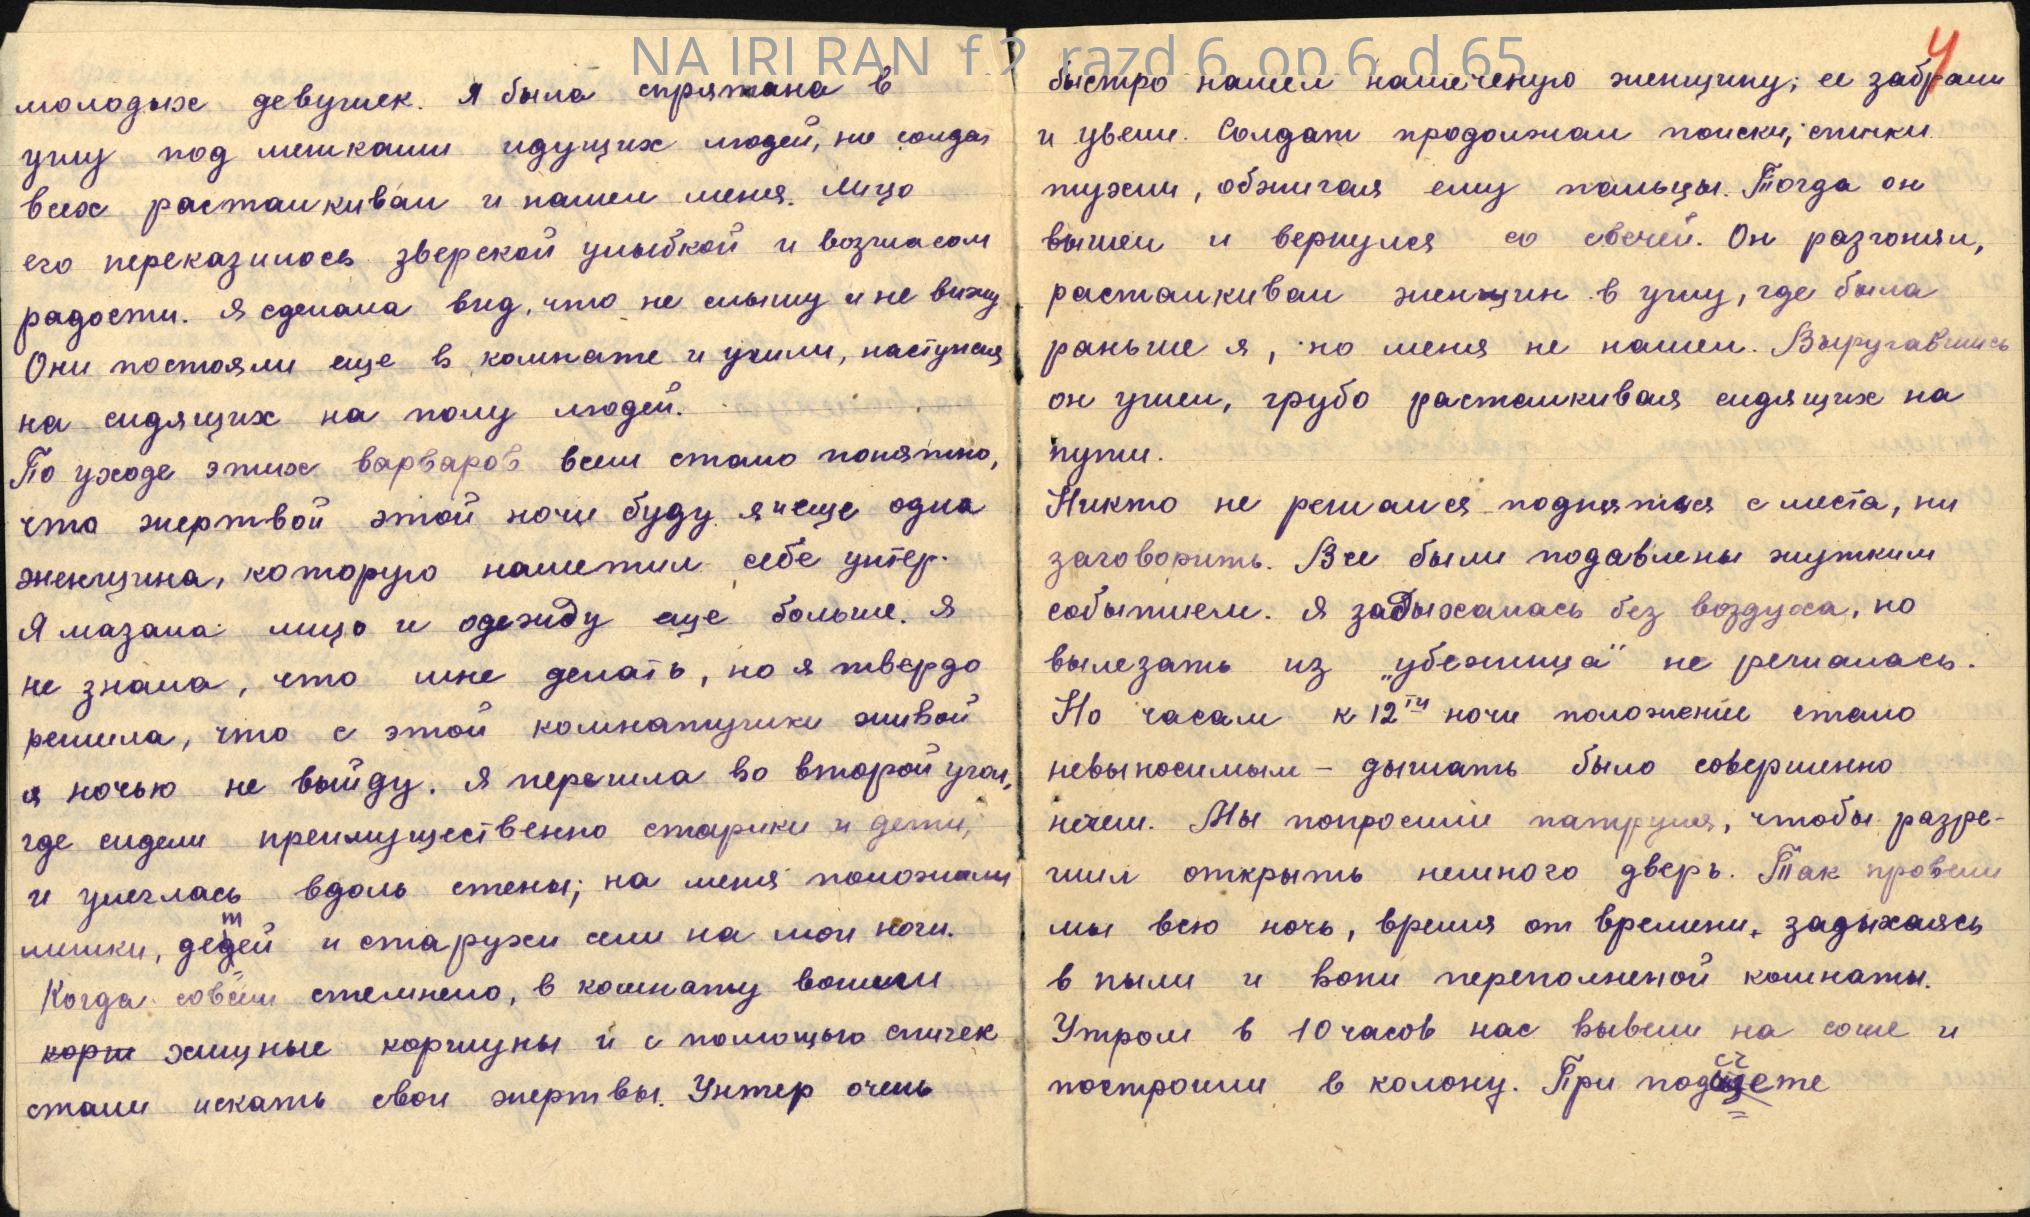 NA IRI RAN f 2 razd 6 op 6 d 65
молодых девушек. Я была спрятана в
углу под мешками идущих людей, но солдат
всех расталкивал и нашел меня. Лицо
его переказилось зверской улыбкой и возгласом
радости. Я сделала вид, что не слышу и не вижу
Они постояли еще в комнате и ушли, наступая
на сидящих на полу людей.
По уходе этих варваров всем стало понятно,
что жертвой этой ночи буду я и еще одна
женщина, которую наметил себе унтер.
Я мазала лицо и одежду еще больше. Я
не знала, что мне делать, но я твердо
решила, что с этой комнатушки живой
я ночью не выйду. Я перешла во второй угол,
где сидели преимущественно старики и дети,
и улеглась вдоль стены; на меня положили
мешки, детей и старухи сели на мои ноги.
Когда совсем стемнело, в комнату вошли
корш хищные коршуны и с помощью спичек
стали искать свои жертвы. Унтер очень
4
быстро нашел намеченую женщину; ее забрали
и увели. Солдат продолжал поиски; спички
тухли, обжигая ему пальцы. Тогда он
вышел и вернулся со свечей. Он разгонял,
расталкивал женщин в углу, где была
раньше я, но меня не нашел. Выругавшись
он ушел, грубо расталкивая сидящих на
пути.
Никто не решался подняться с места, ни
заговорить. Все были подавлены жутким
событием. Я задыхалась без воздуха, но
вылезать из „убежища" не решалась.
Но часам к 12ти ночи положение стало
невыносимым – дышать было совершенно
нечем. Мы попросили патруля, чтобы разре-
шил открыть немного дверь. Так провели
мы всю ночь, время от времени, задыхаясь
в пыли и вони переполненой комнаты.
Утром в 10 часов нас вывели на соше и
построили в колону. При подсчете